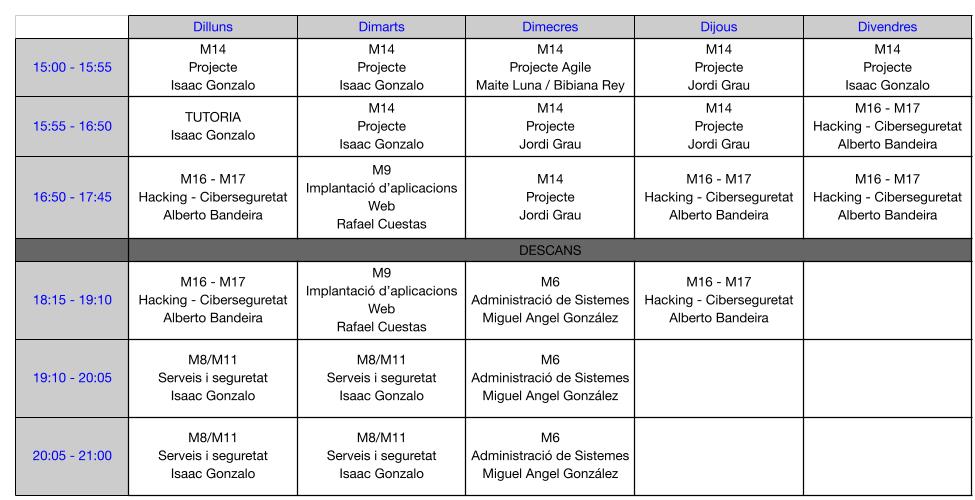 Dilluns Dimarts Dimecres Dijous Divendres
15:00 - 15:55
M14
Projecte
Isaac Gonzalo
M14
Projecte
Isaac Gonzalo
M14
Projecte Agile
Maite Luna / Bibiana Rey
M14
Projecte
Jordi Grau
M14
Projecte
Isaac Gonzalo
15:55 - 16:50
TUTORIA
Isaac Gonzalo
M14
Projecte
Isaac Gonzalo
M14
Projecte
Jordi Grau
M14
Projecte
Jordi Grau
M16 - M17
Hacking - Ciberseguretat
Alberto Bandeira
16:50 - 17:45
M16 - M17
Hacking - Ciberseguretat
Alberto Bandeira
M9
Implantació d’aplicacions
Web
Rafael Cuestas
M14
Projecte
Jordi Grau
M16 - M17
Hacking - Ciberseguretat
Alberto Bandeira
M16 - M17
Hacking - Ciberseguretat
Alberto Bandeira
DESCANS
18:15 - 19:10
M16 - M17
Hacking - Ciberseguretat
Alberto Bandeira
M9
Implantació d’aplicacions
Web
Rafael Cuestas
M6
Administració de Sistemes
Miguel Angel González
M16 - M17
Hacking - Ciberseguretat
Alberto Bandeira
19:10 - 20:05
M8/M11
Serveis i seguretat
Isaac Gonzalo
M8/M11
Serveis i seguretat
Isaac Gonzalo
M6
Administració de Sistemes
Miguel Angel González
20:05 - 21:00
M8/M11
Serveis i seguretat
Isaac Gonzalo
M8/M11
Serveis i seguretat
Isaac Gonzalo
M6
Administració de Sistemes
Miguel Angel González